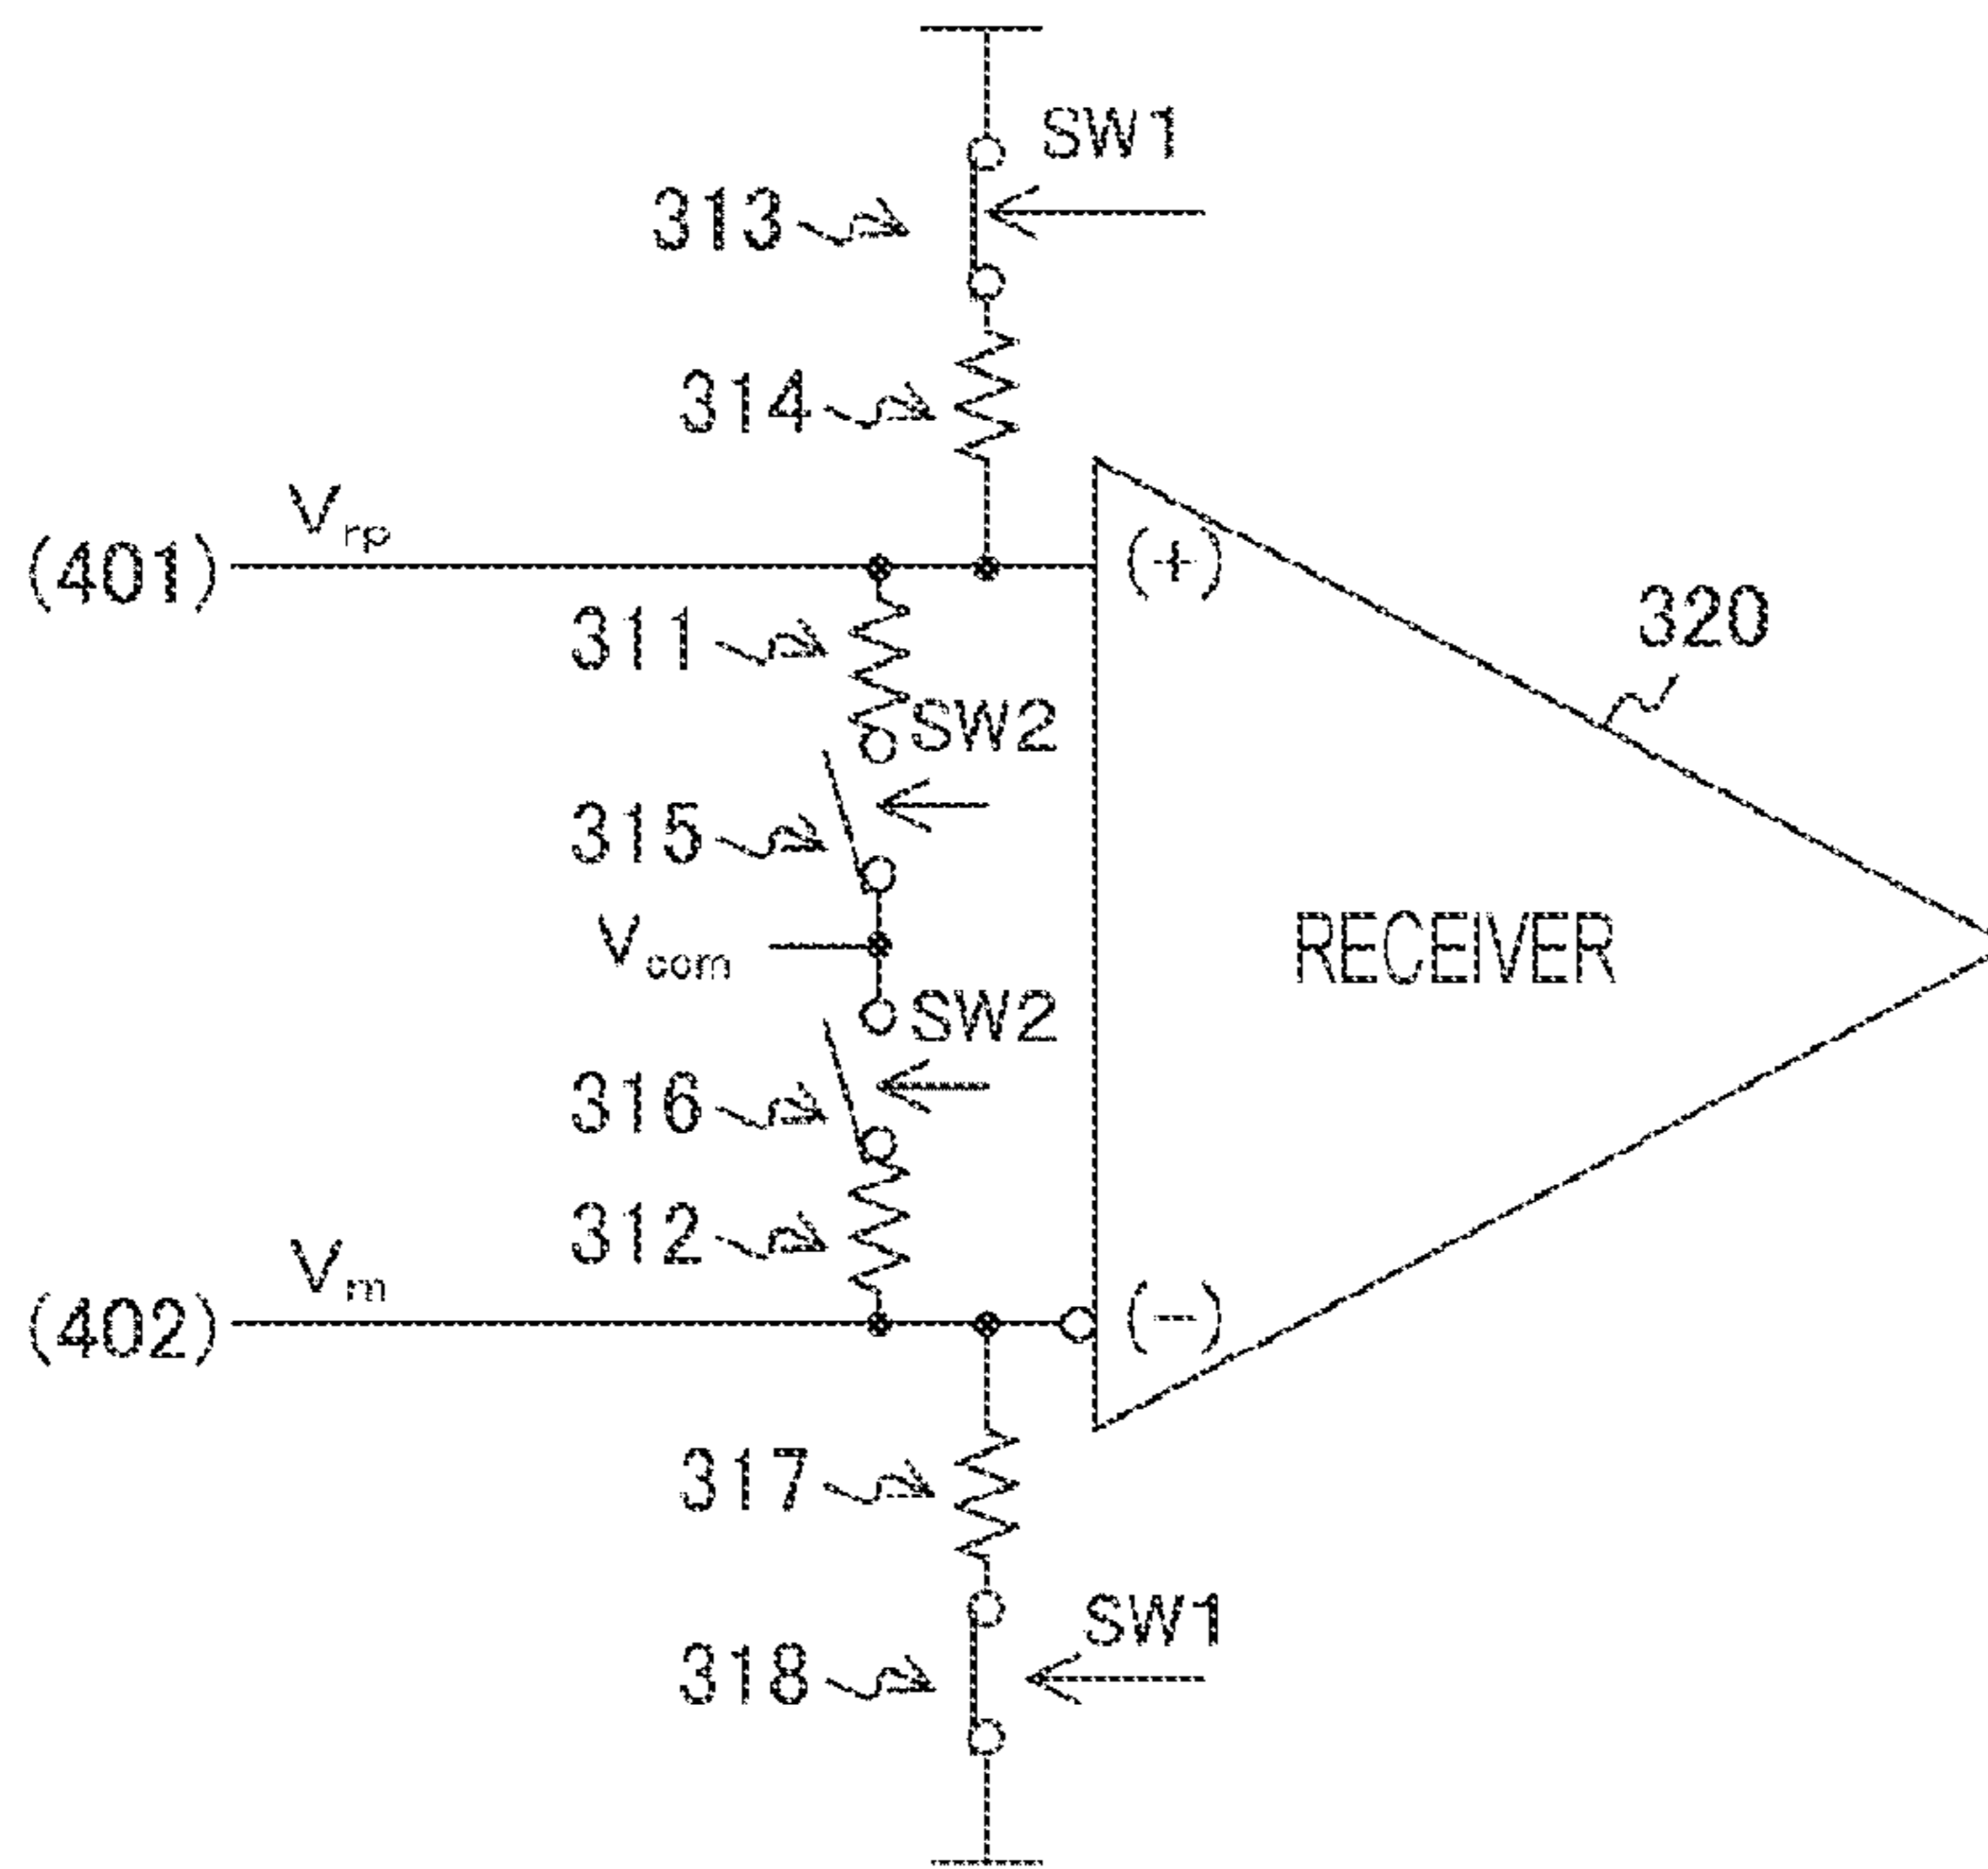 SW1
313
314
Vrp
(401)
(+)
311
320
SW2
315
Vcom
RECEIVER
SW2
316
312
Vrn
(402)
(-)
317
SW1
318